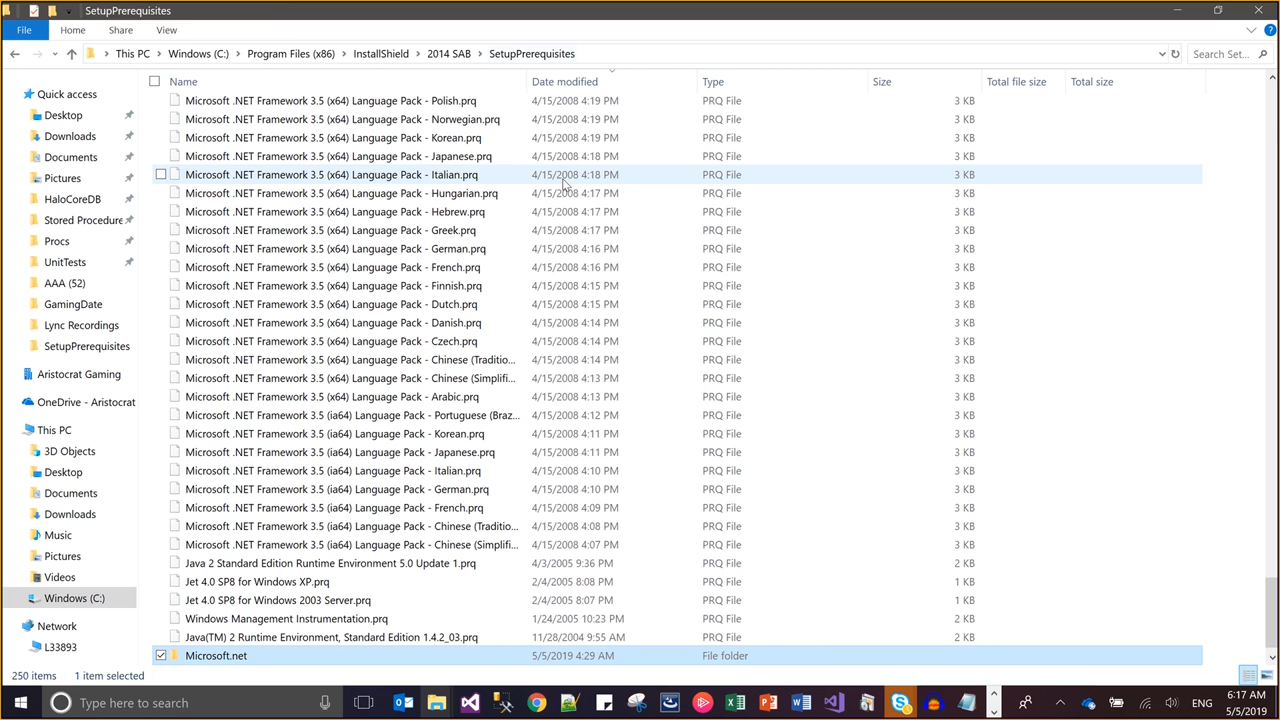 SetupPrerequisites
File Home Share View
This PC Windows (C:) Program Files (x86) InstallShield 2014 SAB SetupPrerequisites Search Set...
Name Date modified Type Size Total file size Total size
Quick access
Desktop
Downloads
Documents
Pictures
HaloCoreDB
Stored Procedure
Procs
UnitTests
AAA (52)
GamingDate
Lync Recordings
SetupPrerequisites
Aristocrat Gaming
OneDrive - Aristocrat
This PC
3D Objects
Desktop
Documents
Downloads
Music
Pictures
Videos
Windows (C:)
Network
L33893
Microsoft .NET Framework 3.5 (x64) Language Pack - Polish.prq 4/15/2008 4:19 PM PRQ File 3 KB
Microsoft .NET Framework 3.5 (x64) Language Pack - Norwegian.prq 4/15/2008 4:19 PM PRQ File 3 KB
Microsoft .NET Framework 3.5 (x64) Language Pack - Korean.prq 4/15/2008 4:19 PM PRQ File 3 KB
Microsoft .NET Framework 3.5 (x64) Language Pack - Japanese.prq 4/15/2008 4:18 PM PRQ File 3 KB
Microsoft .NET Framework 3.5 (x64) Language Pack - Italian.prq 4/15/2008 4:18 PM PRQ File 3 KB
Microsoft .NET Framework 3.5 (x64) Language Pack - Hungarian.prq 4/15/2008 4:17 PM PRQ File 3 KB
Microsoft .NET Framework 3.5 (x64) Language Pack - Hebrew.prq 4/15/2008 4:17 PM PRQ File 3 KB
Microsoft .NET Framework 3.5 (x64) Language Pack - Greek.prq 4/15/2008 4:17 PM PRQ File 3 KB
Microsoft .NET Framework 3.5 (x64) Language Pack - German.prq 4/15/2008 4:16 PM PRQ File 3 KB
Microsoft .NET Framework 3.5 (x64) Language Pack - French.prq 4/15/2008 4:16 PM PRQ File 3 KB
Microsoft .NET Framework 3.5 (x64) Language Pack - Finnish.prq 4/15/2008 4:15 PM PRQ File 3 KB
Microsoft .NET Framework 3.5 (x64) Language Pack - Dutch.prq 4/15/2008 4:15 PM PRQ File 3 KB
Microsoft .NET Framework 3.5 (x64) Language Pack - Danish.prq 4/15/2008 4:14 PM PRQ File 3 KB
Microsoft .NET Framework 3.5 (x64) Language Pack - Czech.prq 4/15/2008 4:14 PM PRQ File 3 KB
Microsoft .NET Framework 3.5 (x64) Language Pack - Chinese (Traditio... 4/15/2008 4:14 PM PRQ File 3 KB
Microsoft .NET Framework 3.5 (x64) Language Pack - Chinese (Simplifi... 4/15/2008 4:13 PM PRQ File 3 KB
Microsoft .NET Framework 3.5 (x64) Language Pack - Arabic.prq 4/15/2008 4:13 PM PRQ File 3 KB
Microsoft .NET Framework 3.5 (ia64) Language Pack - Portuguese (Braz... 4/15/2008 4:12 PM PRQ File 3 KB
Microsoft .NET Framework 3.5 (ia64) Language Pack - Korean.prq 4/15/2008 4:11 PM PRQ File 3 KB
Microsoft .NET Framework 3.5 (ia64) Language Pack - Japanese.prq 4/15/2008 4:11 PM PRQ File 3 KB
Microsoft .NET Framework 3.5 (ia64) Language Pack - Italian.prq 4/15/2008 4:10 PM PRQ File 3 KB
Microsoft .NET Framework 3.5 (ia64) Language Pack - German.prq 4/15/2008 4:10 PM PRQ File 3 KB
Microsoft .NET Framework 3.5 (ia64) Language Pack - French.prq 4/15/2008 4:09 PM PRQ File 3 KB
Microsoft .NET Framework 3.5 (ia64) Language Pack - Chinese (Traditio... 4/15/2008 4:08 PM PRQ File 3 KB
Microsoft .NET Framework 3.5 (ia64) Language Pack - Chinese (Simplifi... 4/15/2008 4:07 PM PRQ File 3 KB
Java 2 Standard Edition Runtime Environment 5.0 Update 1.prq 4/3/2005 9:36 PM PRQ File 2 KB
Jet 4.0 SP8 for Windows XP.prq 2/4/2005 8:08 PM PRQ File 1 KB
Jet 4.0 SP8 for Windows 2003 Server.prq 2/4/2005 8:07 PM PRQ File 1 KB
Windows Management Instrumentation.prq 1/24/2005 10:23 PM PRQ File 2 KB
Java(TM) 2 Runtime Environment, Standard Edition 1.4.2_03.prq 11/28/2004 9:55 AM PRQ File 2 KB
Microsoft.net 5/5/2019 4:29 AM File folder
250 items 1 item selected
Type here to search
ENG 6:17 AM
5/5/2019